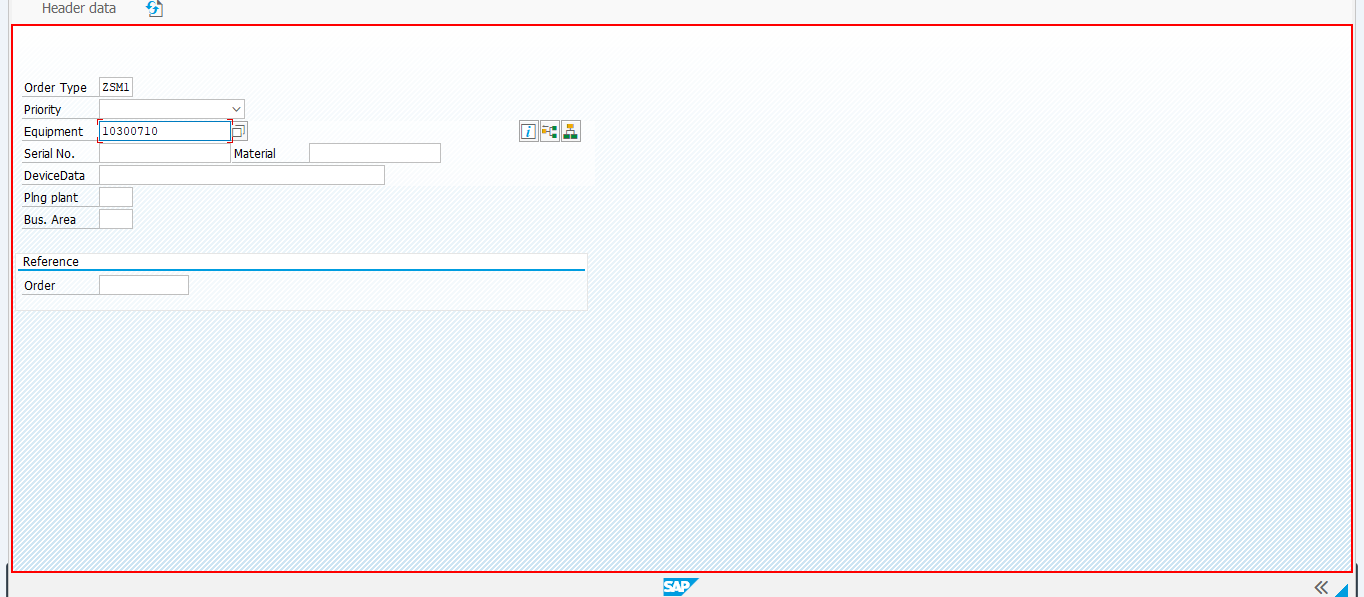 Header data
Order Type ZSM1
Priority
Equipment 10300710
Serial No. Material
DeviceData
Plng plant
Bus. Area
Reference
Order
SAP